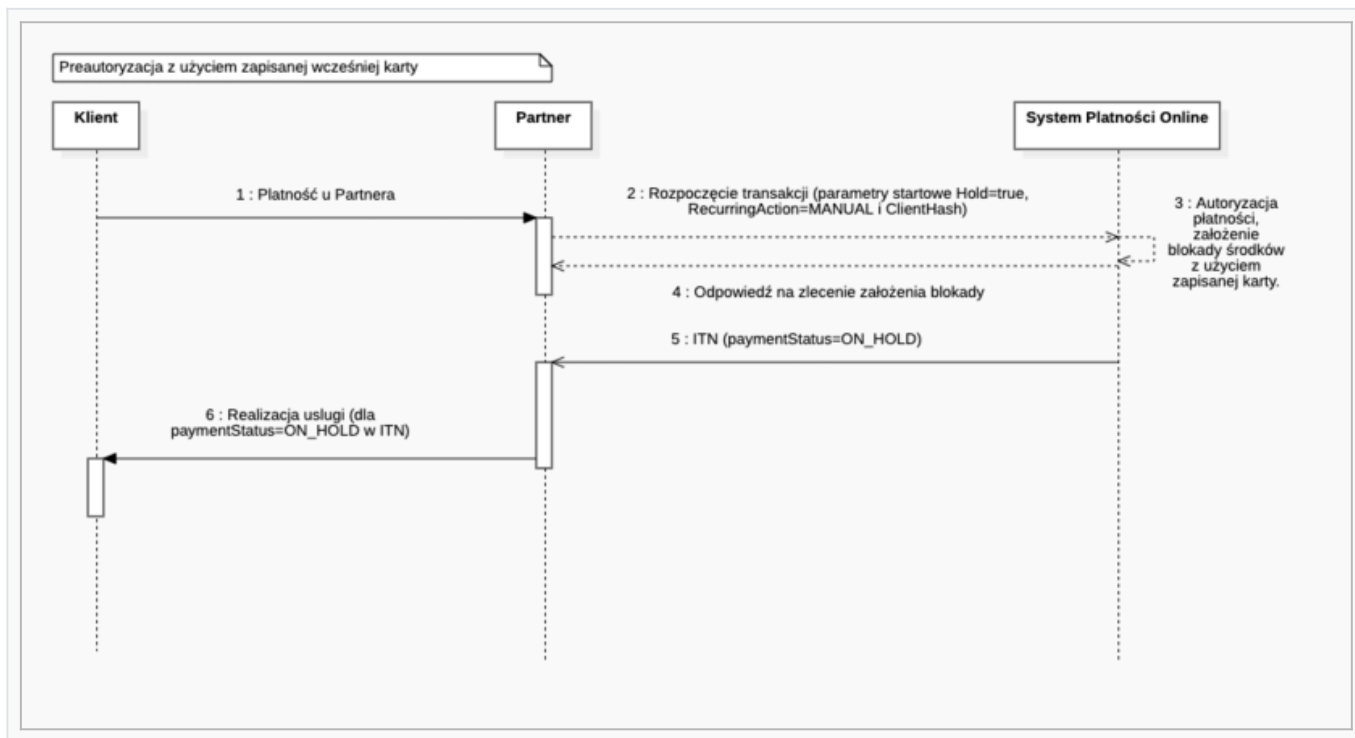 Preautoryzacja z użyciem zapisanej wcześniej karty
Klient
Partner
System Płatności Online
1 : Płatność u Partnera
2 : Rozpoczęcie transakcji (parametry startowe Hold=true,
RecurringAction=MANUAL i ClientHash)
3 : Autoryzacja
płatności,
założenie
blokady środków
z użyciem
zapisanej karty.
4 : Odpowiedź na zlecenie założenia blokady
5 : ITN (paymentStatus=ON_HOLD)
6 : Realizacja usługi (dla
paymentStatus=ON_HOLD w ITN)